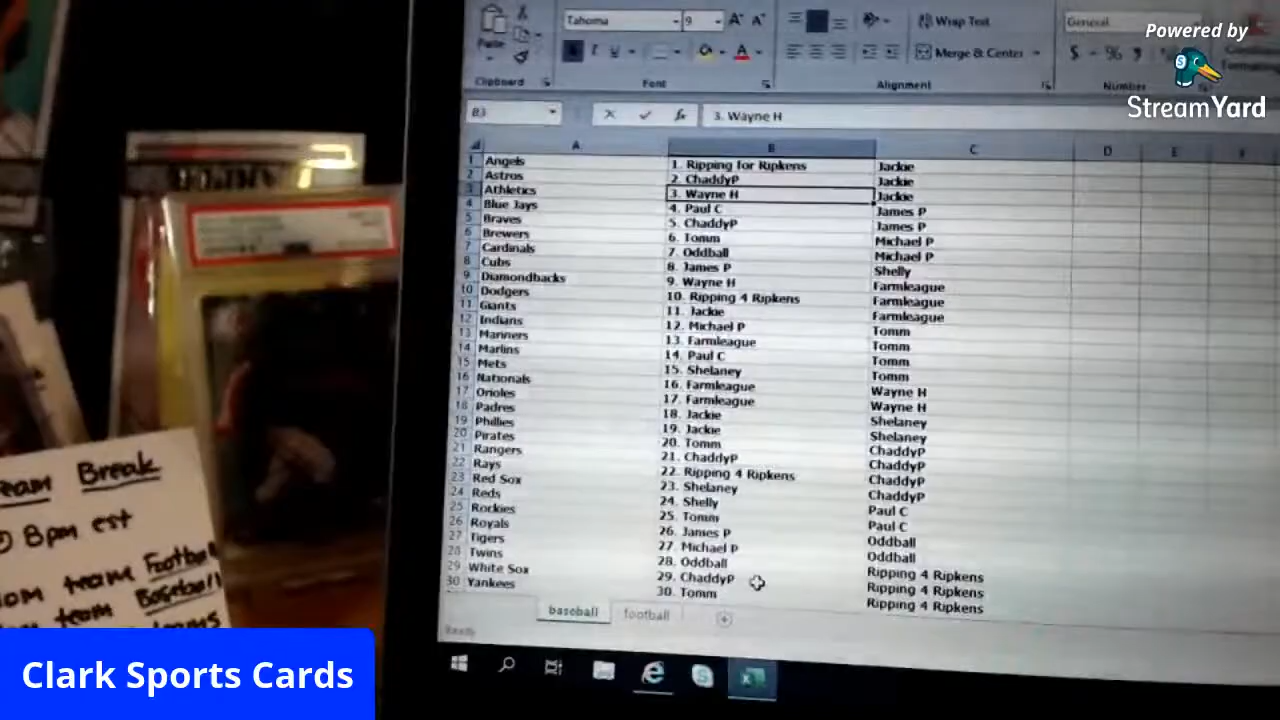 Powered by
StreamYard
Tahoma
9
Wrap Text
General
Paste
Merge & Center
Clipboard
Font
Alignment
Number
B3
3. Wayne H
A B C D E F
1 Angels 1. Ripping for Ripkens Jackie
2 Astros 2. ChaddyP Jackie
3 Athletics 3. Wayne H Jackie
4 Blue Jays 4. Paul C James P
5 Braves 5. ChaddyP James P
6 Brewers 6. Tomm Michael P
7 Cardinals 7. Oddball Michael P
8 Cubs 8. James P Shelly
9 Diamondbacks 9. Wayne H Farmleague
10 Dodgers 10. Ripping 4 Ripkens Farmleague
11 Giants 11. Jackie Farmleague
12 Indians 12. Michael P Tomm
13 Mariners 13. Farmleague Tomm
14 Marlins 14. Paul C Tomm
15 Mets 15. Shelaney Tomm
16 Nationals 16. Farmleague Wayne H
17 Orioles 17. Farmleague Wayne H
18 Padres 18. Jackie Shelaney
19 Phillies 19. Jackie Shelaney
20 Pirates 20. Tomm ChaddyP
21 Rangers 21. ChaddyP ChaddyP
22 Rays 22. Ripping 4 Ripkens ChaddyP
23 Red Sox 23. Shelaney ChaddyP
24 Reds 24. Shelly Paul C
25 Rockies 25. Tomm Paul C
26 Royals 26. James P Oddball
27 Tigers 27. Michael P Oddball
28 Twins 28. Oddball Ripping 4 Ripkens
29 White Sox 29. ChaddyP Ripping 4 Ripkens
30 Yankees 30. Tomm Ripping 4 Ripkens
baseball football
Ready
eam Break
8pm est
om team Football
team Baseball
teams
Clark Sports Cards